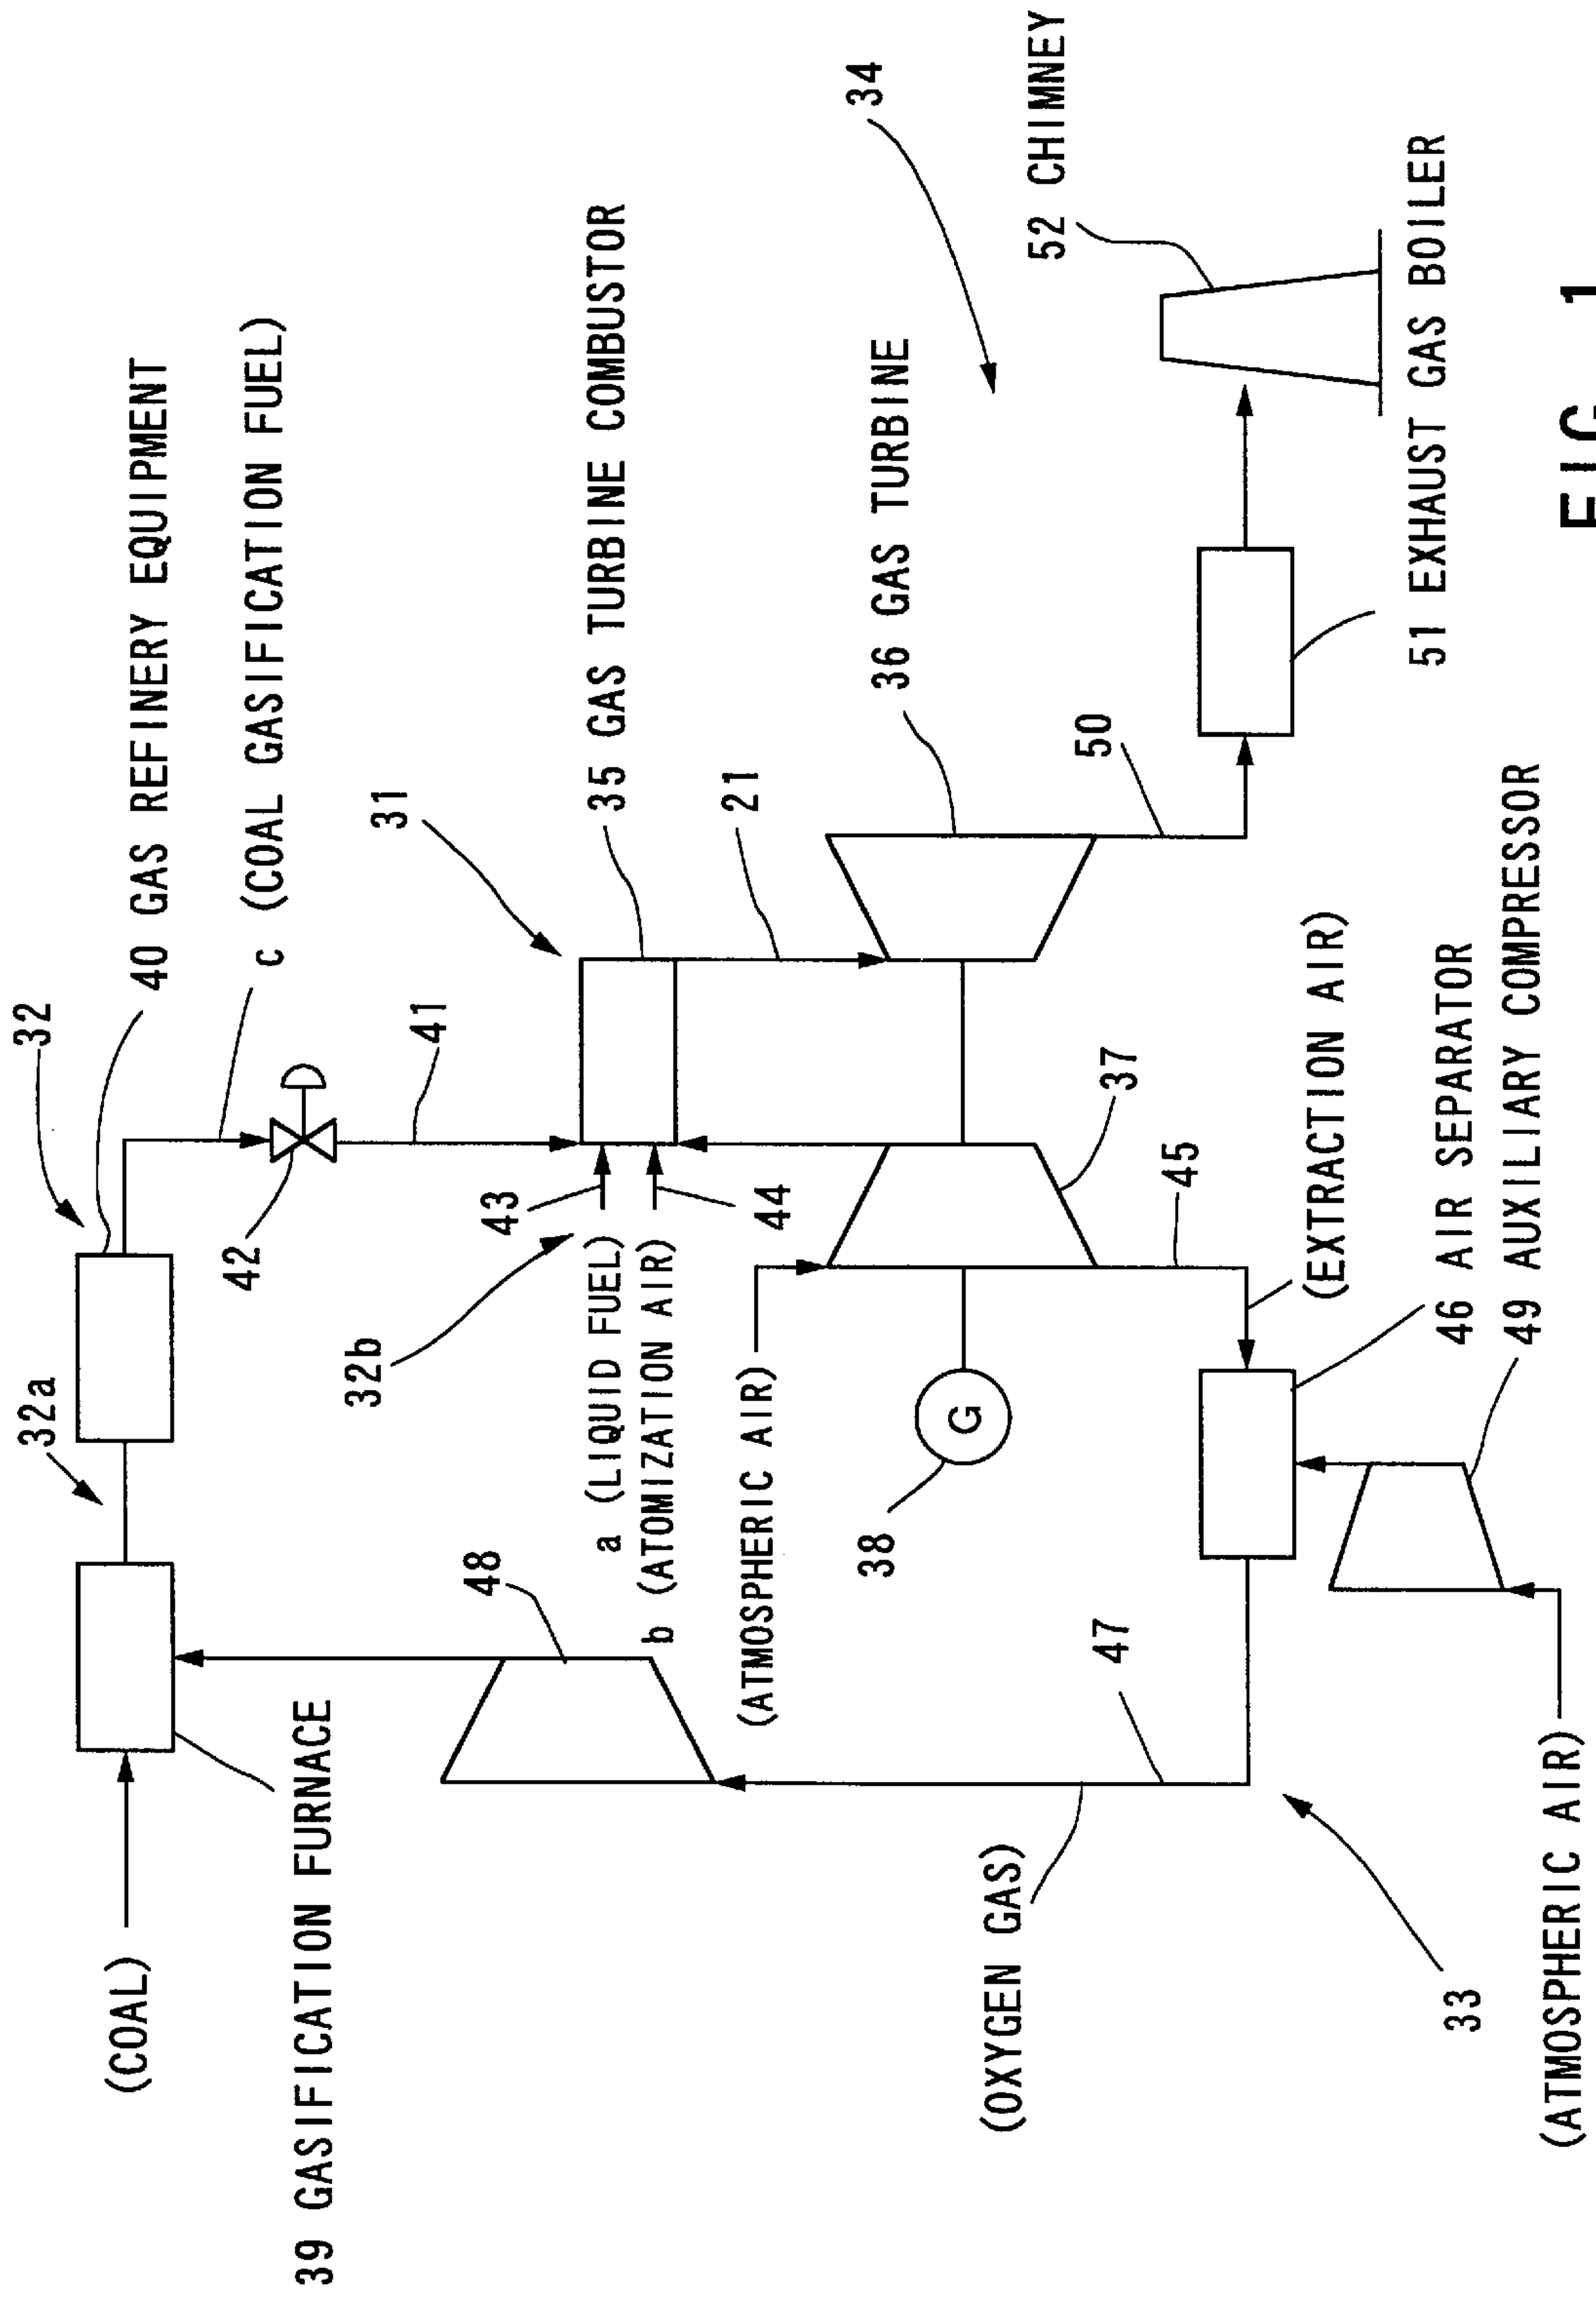 32
32a
40 GAS REFINERY EQUIPMENT
(COAL)
c (COAL GASIFICATION FUEL)
42
41
39 GASIFICATION FURNACE
31
32b
48
43
35 GAS TURBINE COMBUSTOR
a (LIQUID FUEL)
b (ATOMIZATION AIR)
44
21
(ATMOSPHERIC AIR)
34
36 GAS TURBINE
38
G
37
(OXYGEN GAS)
52 CHIMNEY
50
47
45
(EXTRACTION AIR)
51 EXHAUST GAS BOILER
46 AIR SEPARATOR
33
49 AUXILIARY COMPRESSOR
(ATMOSPHERIC AIR)
FIG. 1